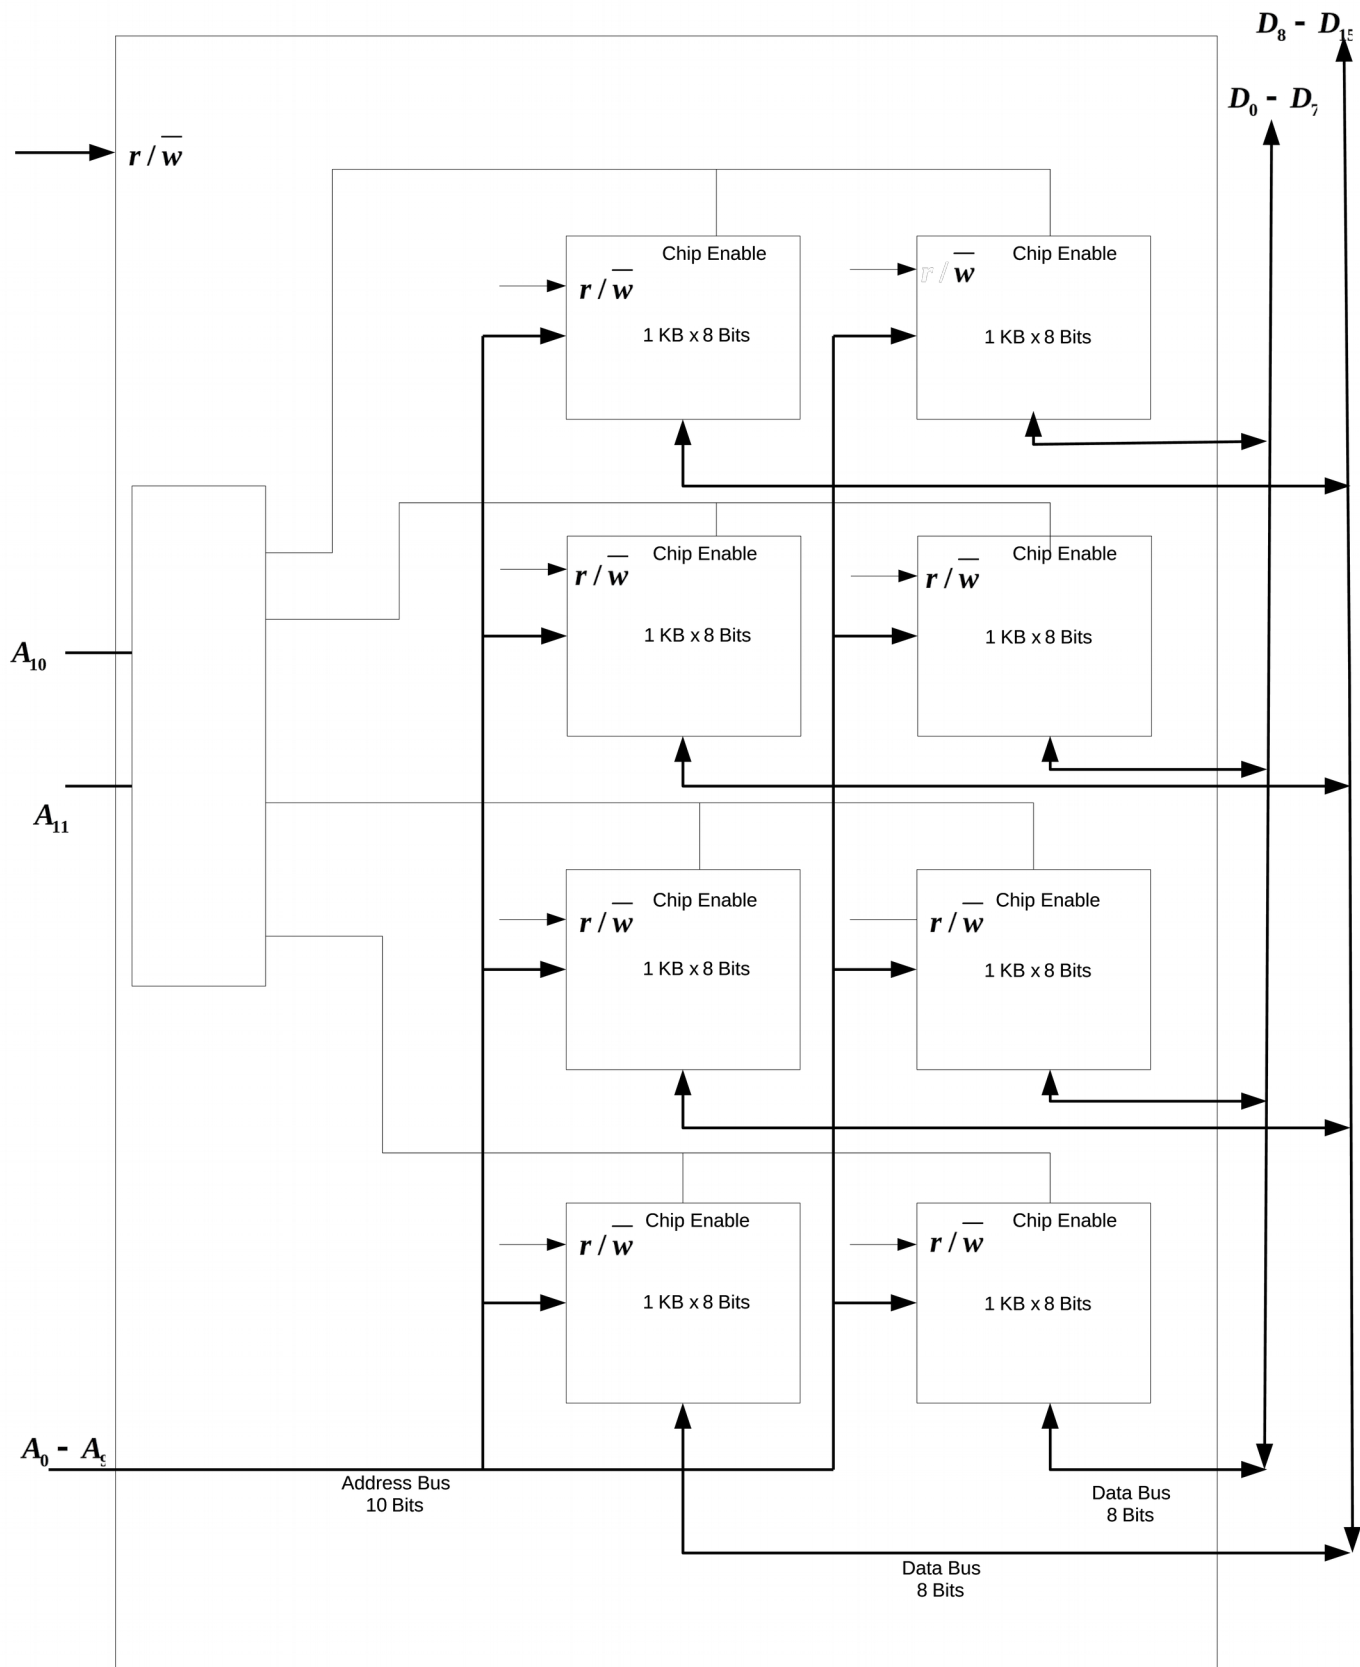 D₈ - D₁₅
D₀ - D₇
r / w̅
Chip Enable
r / w̅
1 KB x 8 Bits
Chip Enable
r / w̅
1 KB x 8 Bits
Chip Enable
r / w̅
1 KB x 8 Bits
Chip Enable
r / w̅
1 KB x 8 Bits
A₁₀
A₁₁
Chip Enable
r / w̅
1 KB x 8 Bits
Chip Enable
r / w̅
1 KB x 8 Bits
Chip Enable
r / w̅
1 KB x 8 Bits
Chip Enable
r / w̅
1 KB x 8 Bits
A₀ - A₉
Address Bus
10 Bits
Data Bus
8 Bits
Data Bus
8 Bits